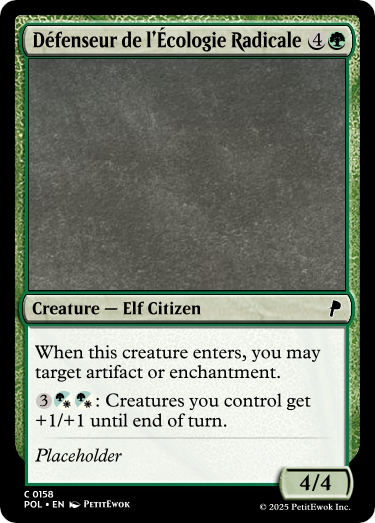 Défenseur de l'Écologie Radicale 4
Creature — Elf Citizen
When this creature enters, you may
target artifact or enchantment.
3 : Creatures you control get
+1/+1 until end of turn.
Placeholder
4/4
C 0158
POL • EN PetitEwok
© 2025 PetitEwok Inc.